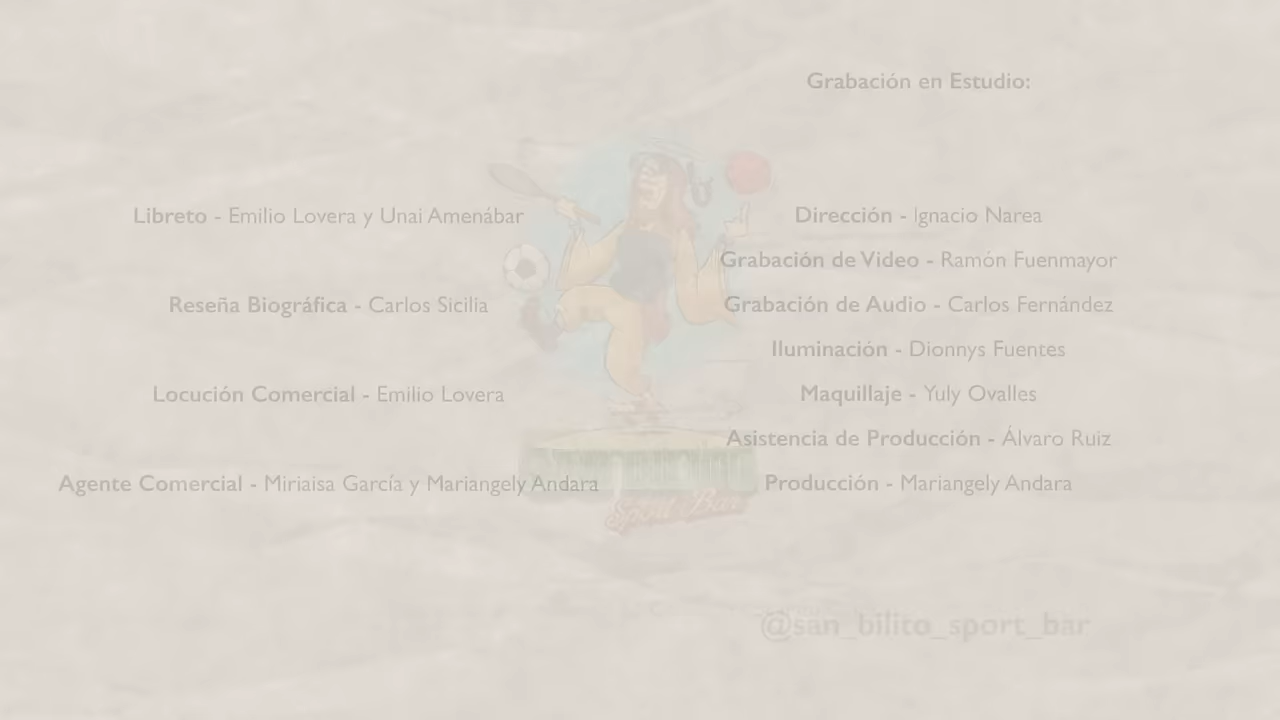 Grabación en Estudio:
Libreto - Emilio Lovera y Unai Amenábar
Reseña Biográfica - Carlos Sicilia
Locución Comercial - Emilio Lovera
Agente Comercial - Miriaisa García y Mariangely Andara
Dirección - Ignacio Narea
Grabación de Video - Ramón Fuenmayor
Grabación de Audio - Carlos Fernández
Iluminación - Dionnys Fuentes
Maquillaje - Yuly Ovalles
Asistencia de Producción - Álvaro Ruiz
Producción - Mariangely Andara
Sport Bar
@san_bilito_sport_bar